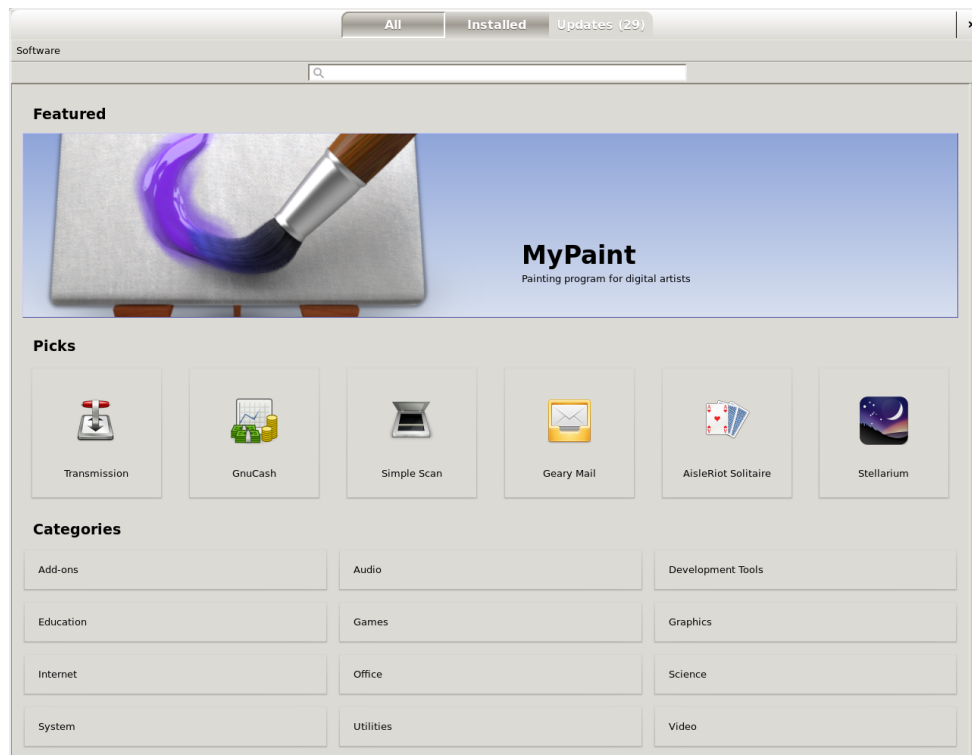 All Installed Updates (29)
Software
Featured
MyPaint
Painting program for digital artists
Picks
Transmission GnuCash Simple Scan Geary Mail AisleRiot Solitaire Stellarium
Categories
Add-ons Audio Development Tools
Education Games Graphics
Internet Office Science
System Utilities Video